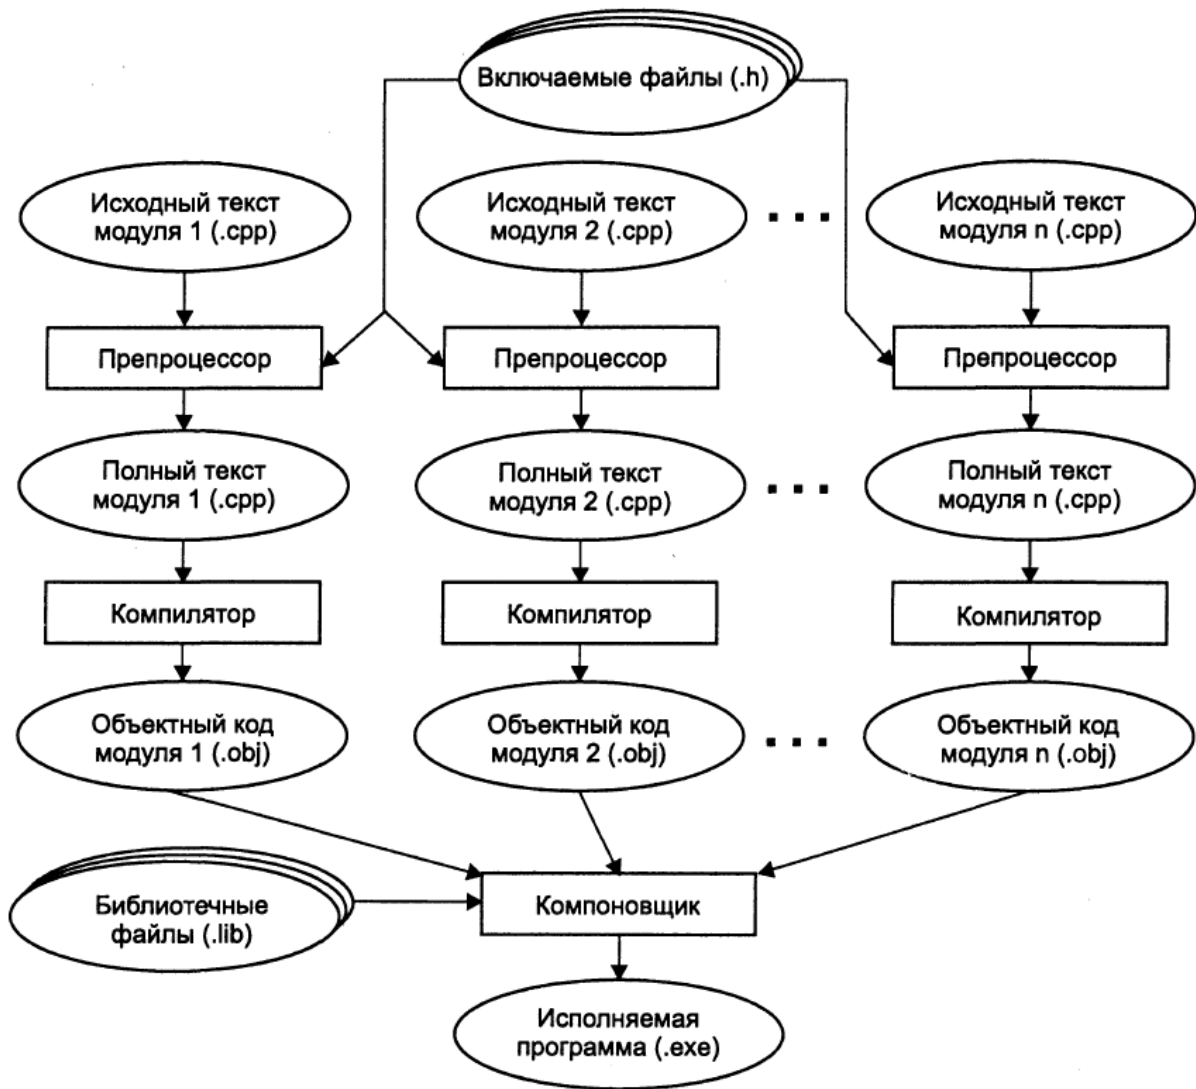 Включаемые файлы (.h)
Исходный текст
модуля 1 (.cpp)
Исходный текст
модуля 2 (.cpp)
Исходный текст
модуля n (.cpp)
Препроцессор
Препроцессор
Препроцессор
Полный текст
модуля 1 (.cpp)
Полный текст
модуля 2 (.cpp)
Полный текст
модуля n (.cpp)
Компилятор
Компилятор
Компилятор
Объектный код
модуля 1 (.obj)
Объектный код
модуля 2 (.obj)
Объектный код
модуля n (.obj)
Библиотечные
файлы (.lib)
Компоновщик
Исполняемая
программа (.exe)